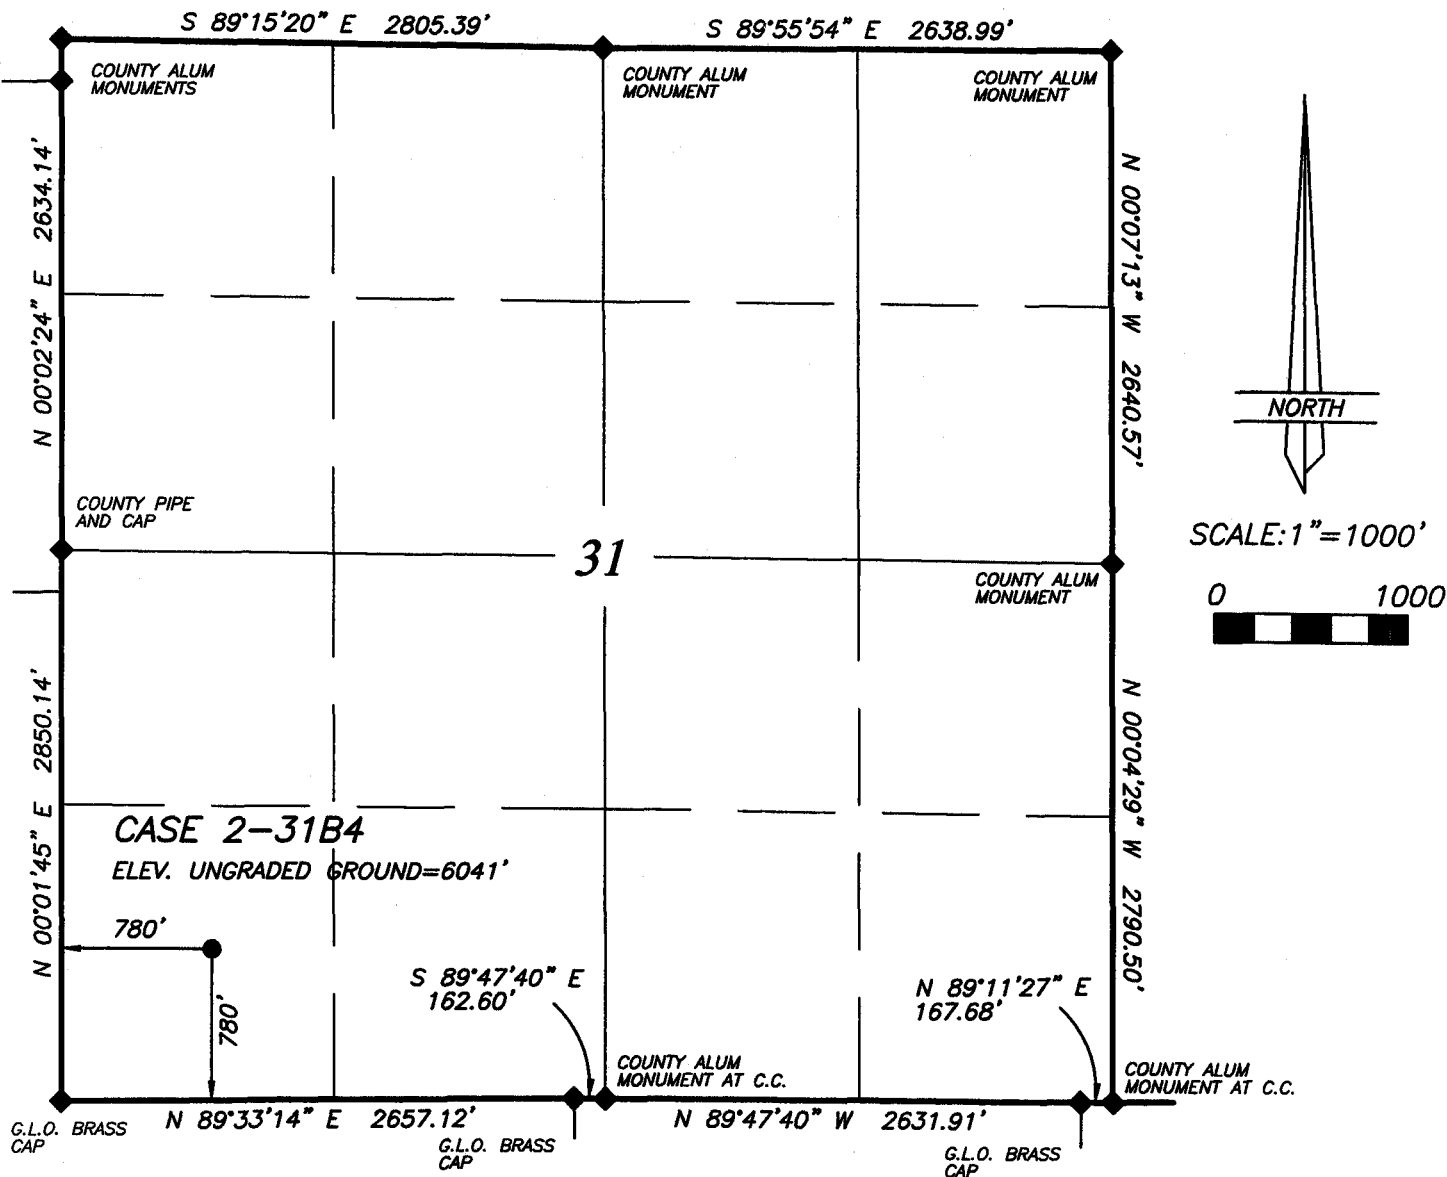 S 89°15'20" E 2805.39'
S 89°55'54" E 2638.99'
COUNTY ALUM
MONUMENTS
COUNTY ALUM
MONUMENT
COUNTY ALUM
MONUMENT
N 00°02'24" E 2634.14'
N 00°07'13" W 2640.57'
NORTH
COUNTY PIPE
AND CAP
31
SCALE:1"=1000'
COUNTY ALUM
MONUMENT
0 1000
N 00°01'45" E 2850.14'
N 00°04'29" W 2790.50'
CASE 2-31B4
ELEV. UNGRADED GROUND=6041'
780'
780'
S 89°47'40" E
162.60'
N 89°11'27" E
167.68'
COUNTY ALUM
MONUMENT AT C.C.
COUNTY ALUM
MONUMENT AT C.C.
G.L.O. BRASS
CAP
N 89°33'14" E 2657.12'
G.L.O. BRASS
CAP
N 89°47'40" W 2631.91'
G.L.O. BRASS
CAP